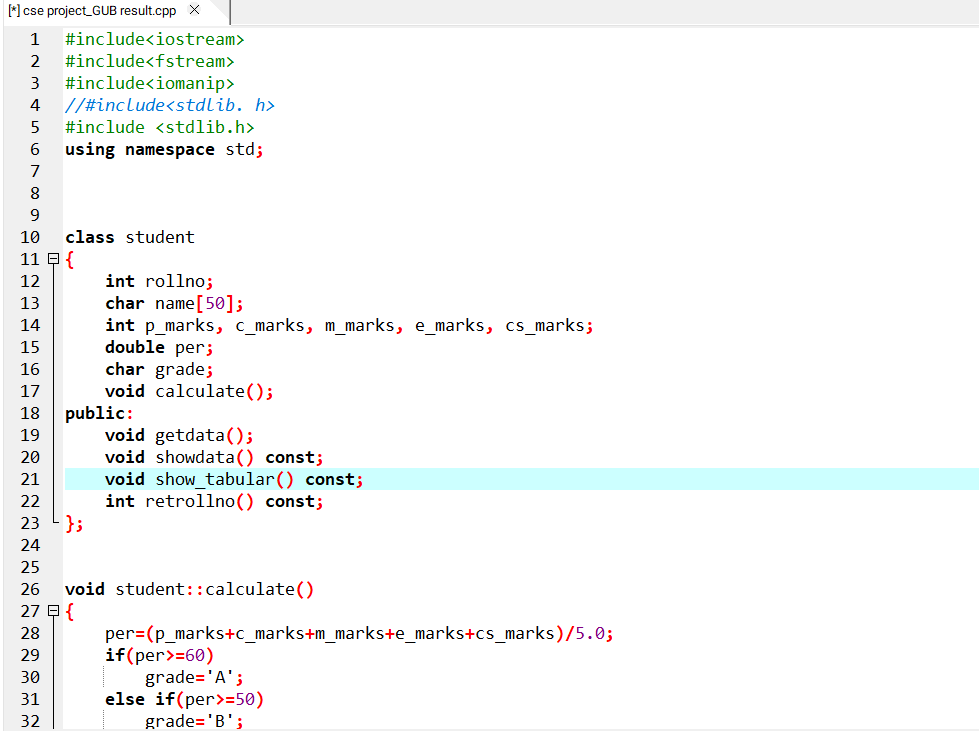 [*] cse project_GUB result.cpp ×
1 #include<iostream>
2 #include<fstream>
3 #include<iomanip>
4 //#include<stdlib. h>
5 #include <stdlib.h>
6 using namespace std;
7
8
9
10 class student
11 {
12     int rollno;
13     char name[50];
14     int p_marks, c_marks, m_marks, e_marks, cs_marks;
15     double per;
16     char grade;
17     void calculate();
18 public:
19     void getdata();
20     void showdata() const;
21     void show_tabular() const;
22     int retrollno() const;
23 };
24
25
26 void student::calculate()
27 {
28     per=(p_marks+c_marks+m_marks+e_marks+cs_marks)/5.0;
29     if(per>=60)
30         grade='A';
31     else if(per>=50)
32         grade='B';